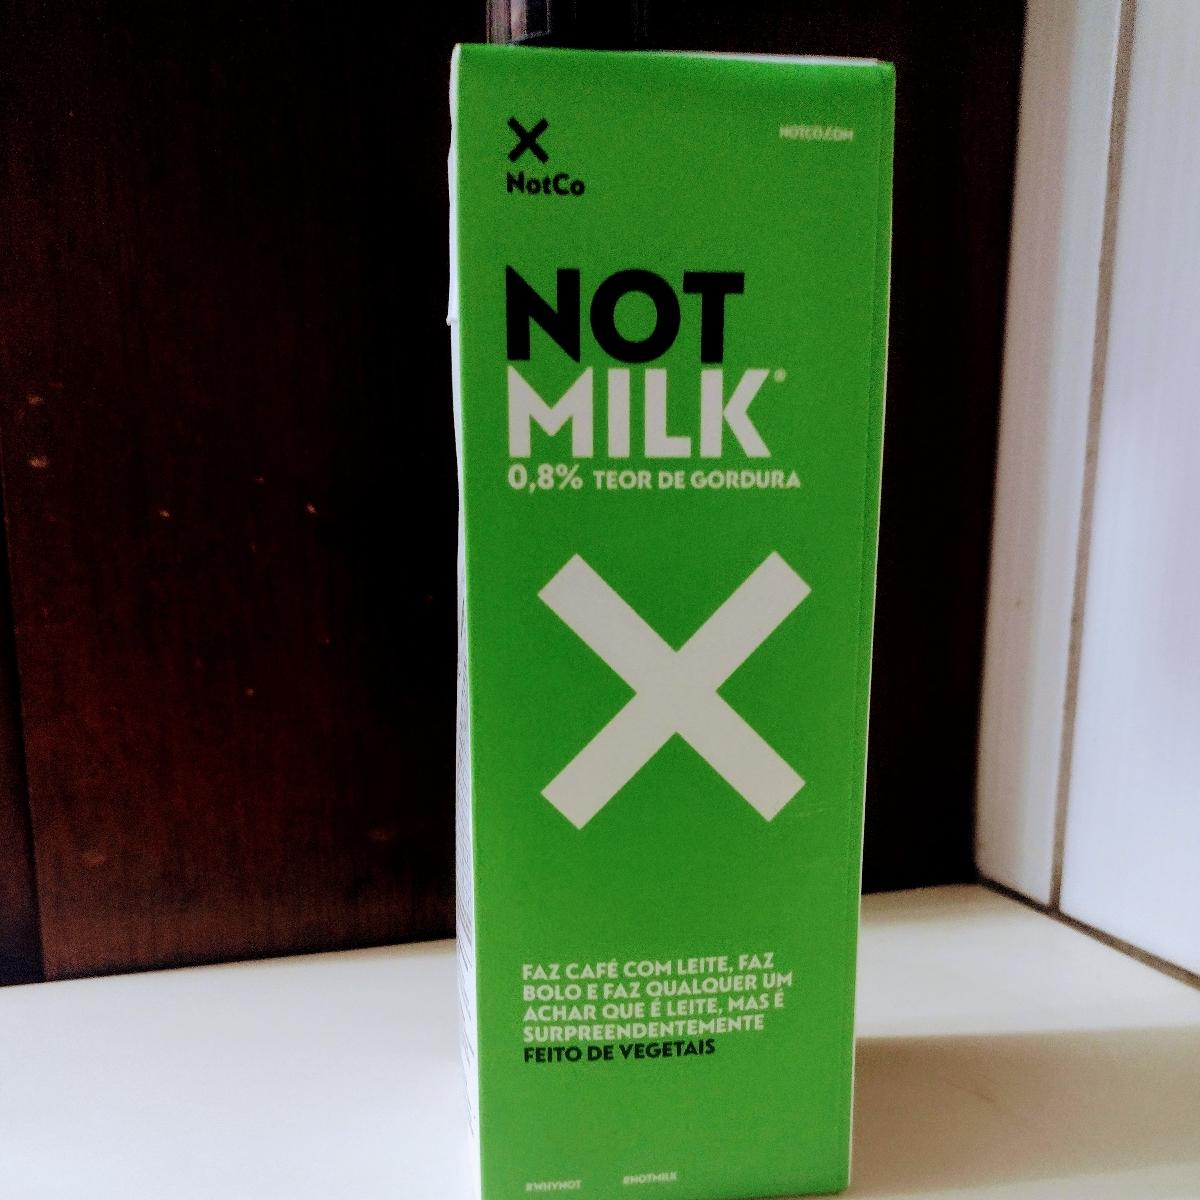 NotCo
NOTCO.COM
NOT
MILK®
0,8% TEOR DE GORDURA
FAZ CAFÉ COM LEITE, FAZ
BOLO E FAZ QUALQUER UM
ACHAR QUE É LEITE, MAS É
SURPREENDENTEMENTE
FEITO DE VEGETAIS
#WHYNOT #NOTMILK